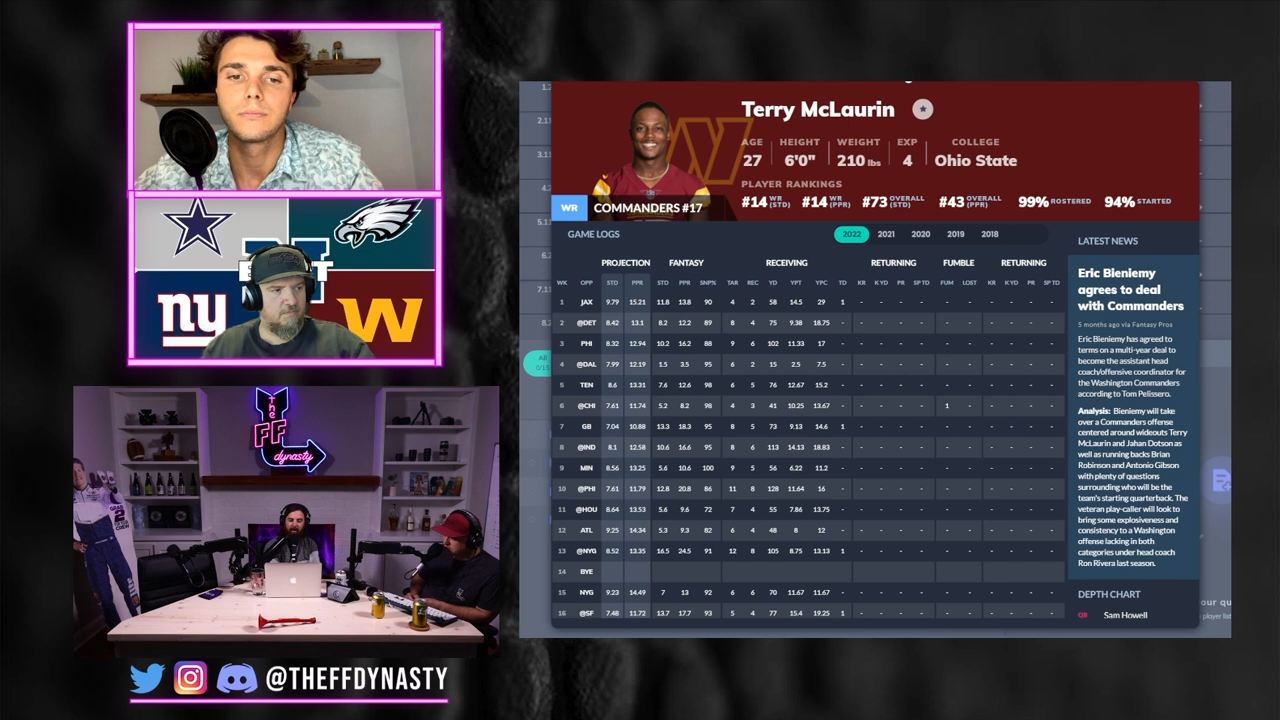 Terry McLaurin
AGE HEIGHT WEIGHT EXP COLLEGE
27 6'0" 210 lbs 4 Ohio State
PLAYER RANKINGS
#14 WR (STD) #14 WR (PPR) #73 OVERALL (STD) #43 OVERALL (PPR) 99% ROSTERED 94% STARTED
WR COMMANDERS #17
GAME LOGS 2022 2021 2020 2019 2018
PROJECTION FANTASY RECEIVING RETURNING FUMBLE RETURNING
WK OPP STD PPR STD PPR SNP% TAR REC YD YPT YPC TD KR K YD PR SP TD FUM LOST KR K YD PR SP TD
1 JAX 9.79 15.21 11.8 13.8 90 4 2 58 14.5 29 1 - - - - - - - - - -
2 @DET 8.42 13.1 8.2 12.2 89 8 4 75 9.38 18.75 - - - - - - - - - - -
3 PHI 8.32 12.94 10.2 16.2 88 9 6 102 11.33 17 - - - - - - - - - - -
4 @DAL 7.99 12.19 1.5 3.5 95 6 2 15 2.5 7.5 - - - - - - - - - - -
5 TEN 8.6 13.31 7.6 12.6 98 6 5 76 12.67 15.2 - - - - - - - - - - -
6 @CHI 7.61 11.74 5.2 8.2 98 4 3 41 10.25 13.67 - - - - - 1 - - - - -
7 GB 7.04 10.88 13.3 18.3 95 8 5 73 9.13 14.6 1 - - - - - - - - - -
8 @IND 8.1 12.58 10.6 16.6 95 8 6 113 14.13 18.83 - - - - - - - - - - -
9 MIN 8.56 13.25 5.6 10.6 100 9 5 56 6.22 11.2 - - - - - - - - - - -
10 @PHI 7.61 11.79 12.8 20.8 86 11 8 128 11.64 16 - - - - - - - - - - -
11 @HOU 8.64 13.53 5.6 9.6 72 7 4 55 7.86 13.75 - - - - - - - - - - -
12 ATL 9.25 14.34 5.3 9.3 82 6 4 48 8 12 - - - - - - - - - - -
13 @NYG 8.52 13.35 16.5 24.5 91 12 8 105 8.75 13.13 1 - - - - - - - - - -
14 BYE
15 NYG 9.23 14.49 7 13 92 6 6 70 11.67 11.67 - - - - - - - - - - -
16 @SF 7.48 11.72 13.7 17.7 93 5 4 77 15.4 19.25 1 - - - - - - - - - -
LATEST NEWS
Eric Bieniemy
agrees to deal
with Commanders
5 months ago via Fantasy Pros
Eric Bieniemy has agreed to
terms on a multi-year deal to
become the assistant head
coach/offensive coordinator for
the Washington Commanders
according to Tom Pelissero.
Analysis: Bieniemy will take
over a Commanders offense
centered around wideouts Terry
McLaurin and Jahan Dotson as
well as running backs Brian
Robinson and Antonio Gibson
with plenty of questions
surrounding who will be the
team's starting quarterback. The
veteran play-caller will look to
bring some explosiveness and
consistency to a Washington
offense lacking in both
categories under head coach
Ron Rivera last season.
DEPTH CHART
QB Sam Howell
ny
W
the
FF
dynasty
@THEFFDYNASTY